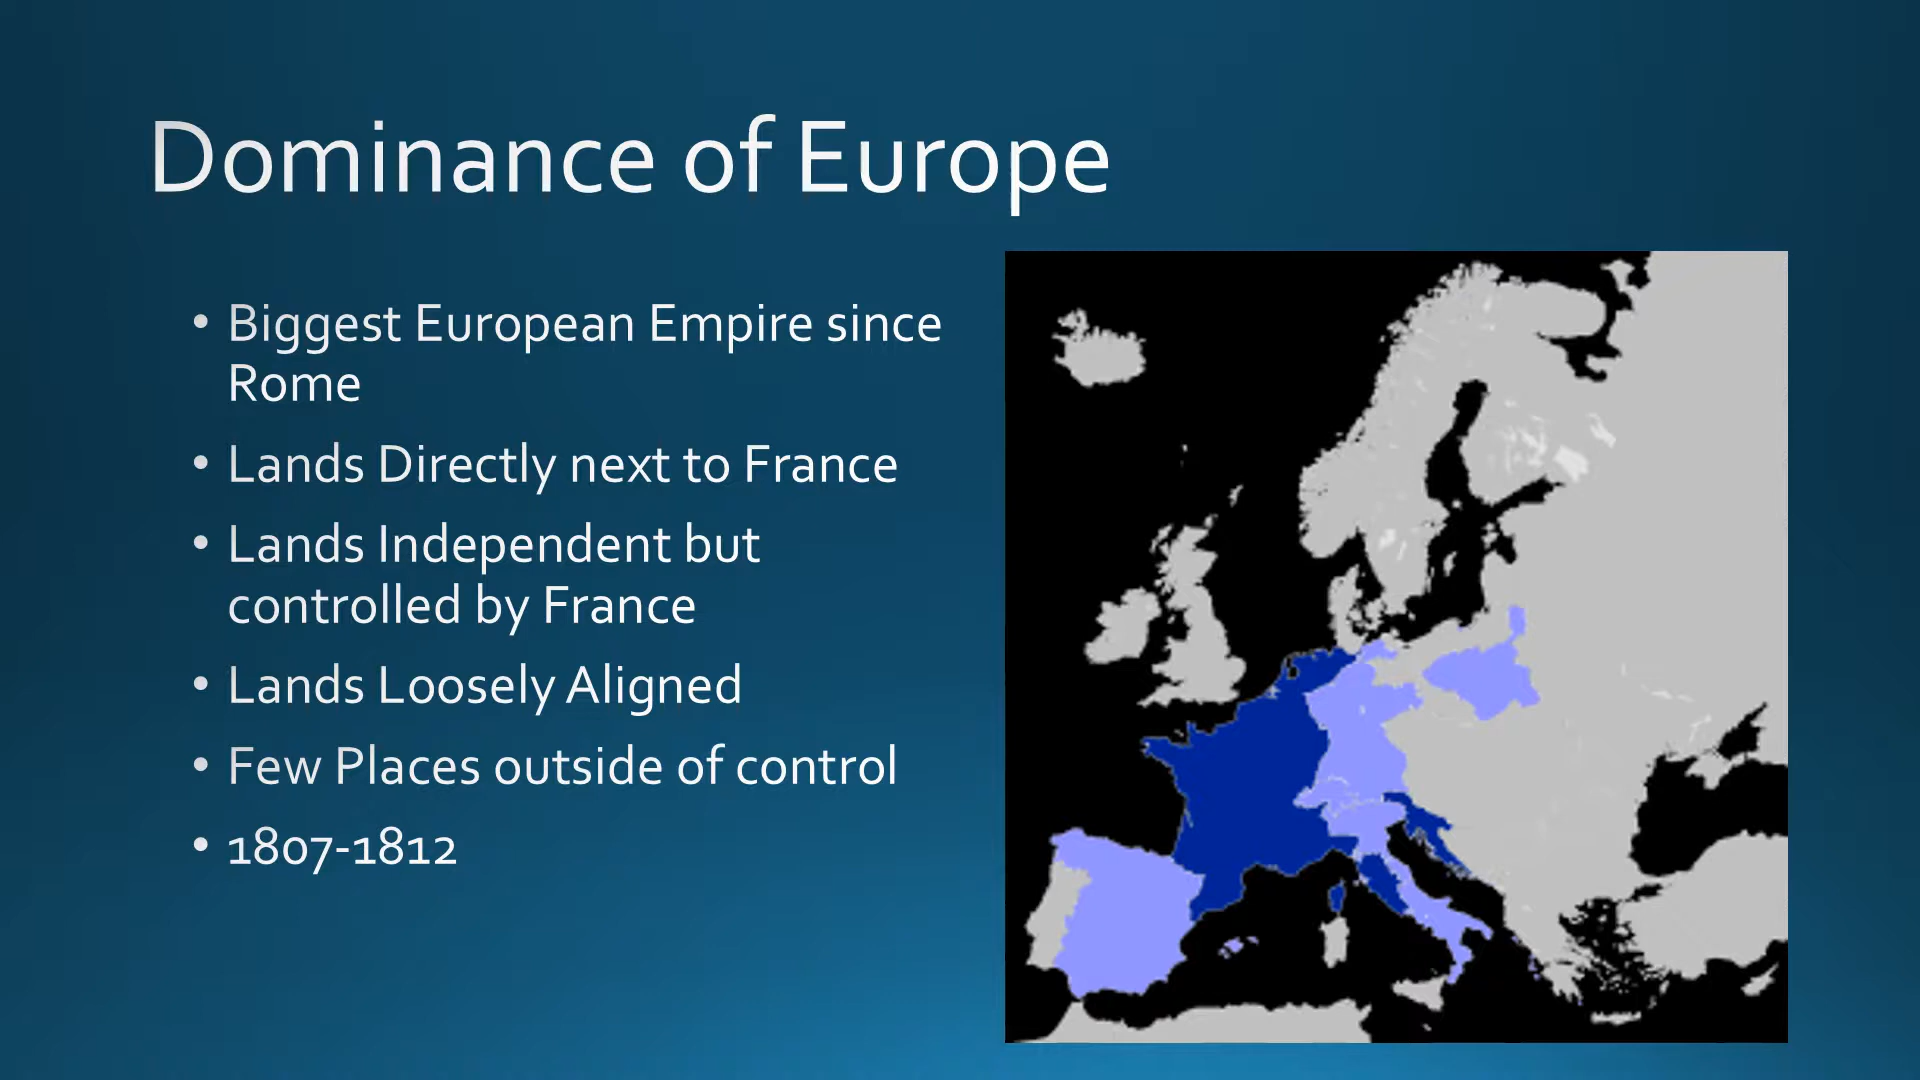 Dominance of Europe
• Biggest European Empire since
Rome
• Lands Directly next to France
• Lands Independent but
controlled by France
• Lands Loosely Aligned
• Few Places outside of control
• 1807-1812